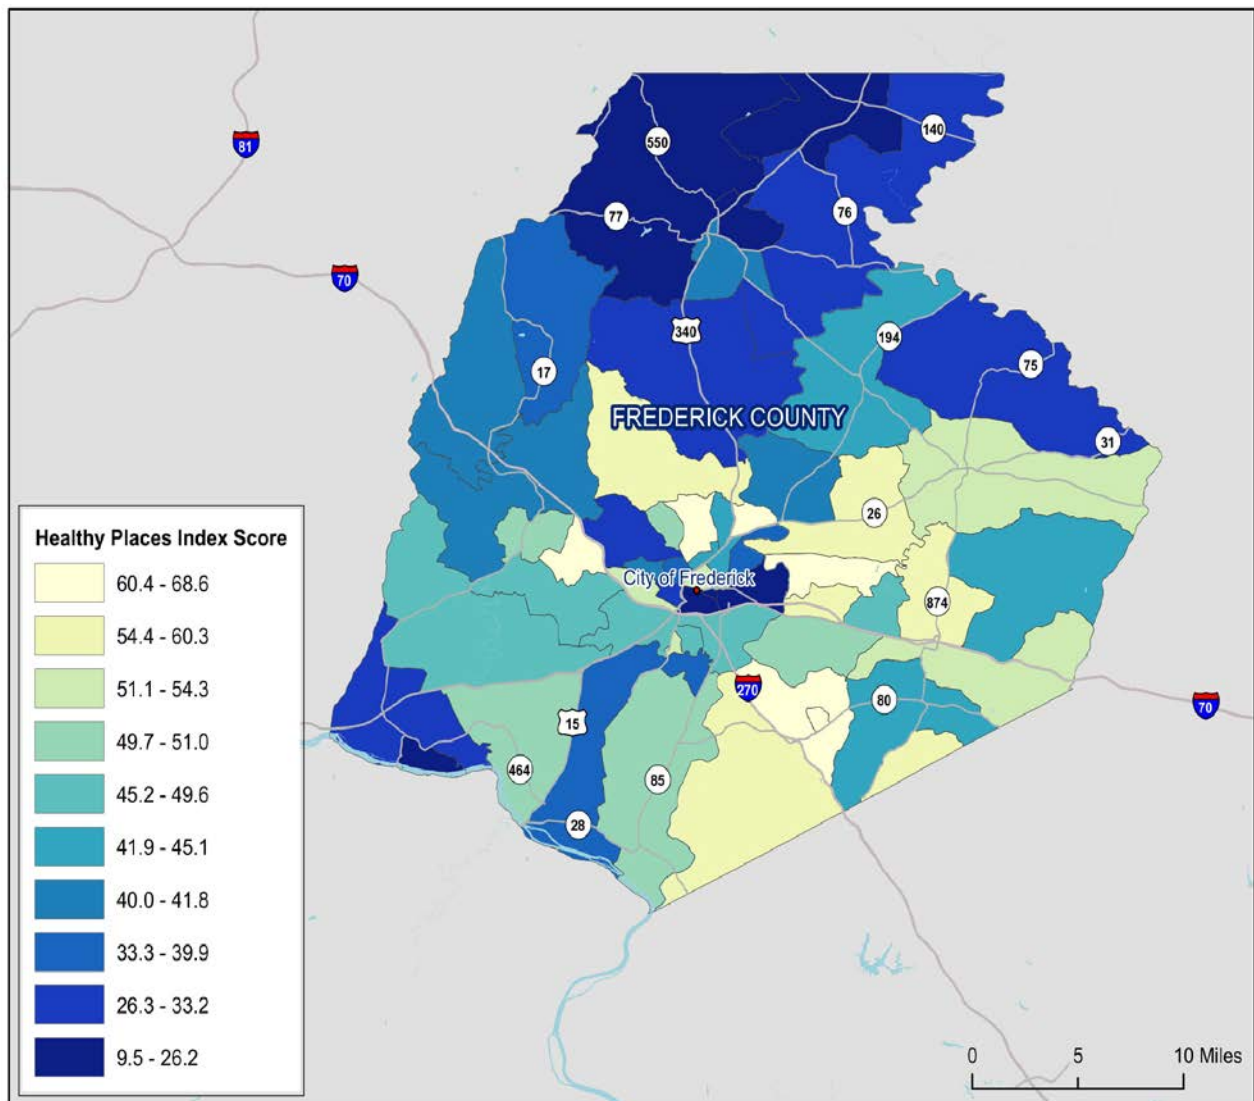 81
550
140
77
76
70
340
194
17
75
FREDERICK COUNTY
31
26
Healthy Places Index Score
60.4 - 68.6
54.4 - 60.3
51.1 - 54.3
49.7 - 51.0
45.2 - 49.6
41.9 - 45.1
40.0 - 41.8
33.3 - 39.9
26.3 - 33.2
9.5 - 26.2
City of Frederick
874
270
80
70
15
464
85
28
0 5 10 Miles